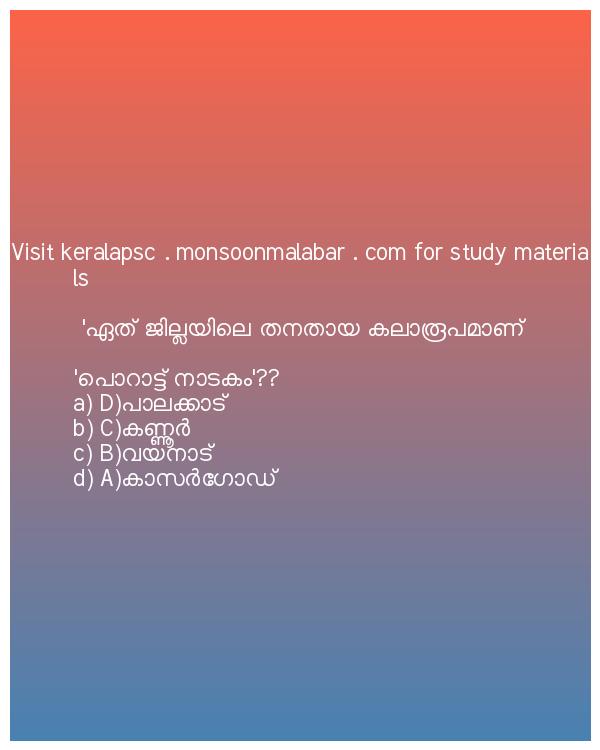 Visit keralapsc . monsoonmalabar . com for study materia
ls
'ഏത് ജില്ലയിലെ തനതായ കലാരൂപമാണ്
'പൊറാട്ട് നാടകം'??
a) D)പാലക്കാട്
b) C)കണ്ണൂർ
c) B)വയനാട്
d) A)കാസർഗോഡ്